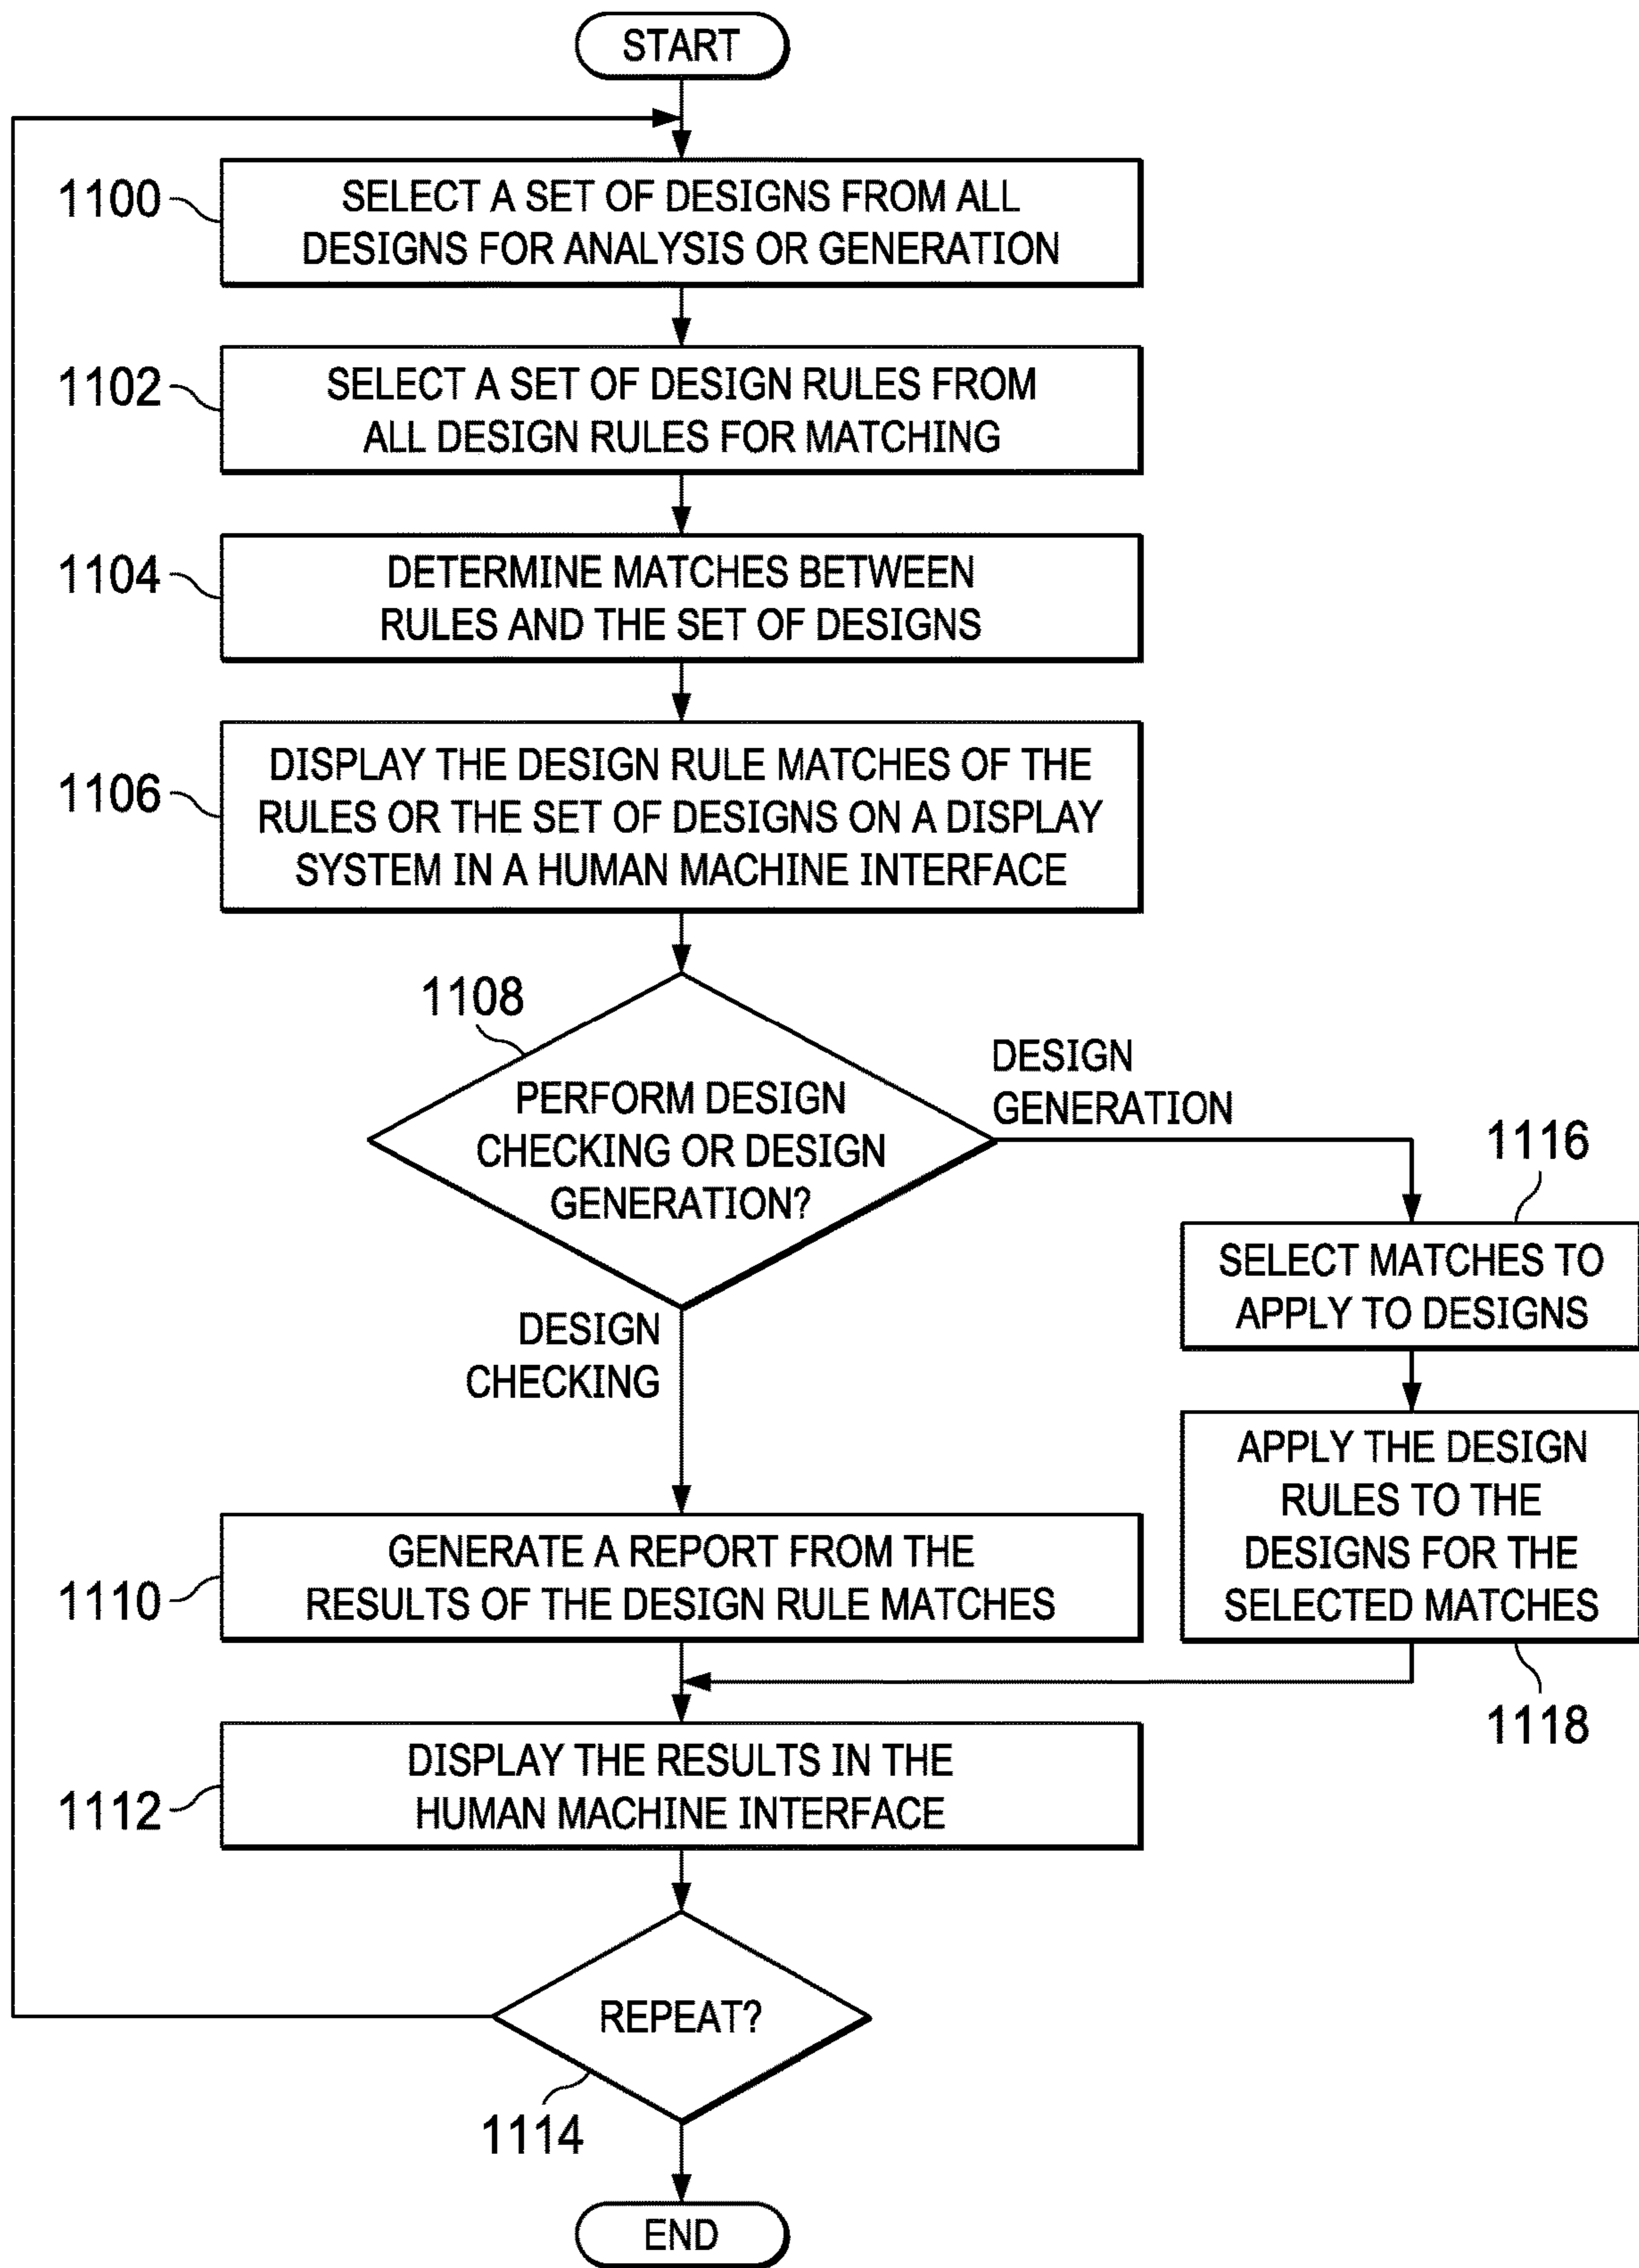 START
1100
SELECT A SET OF DESIGNS FROM ALL
DESIGNS FOR ANALYSIS OR GENERATION
1102
SELECT A SET OF DESIGN RULES FROM
ALL DESIGN RULES FOR MATCHING
1104
DETERMINE MATCHES BETWEEN
RULES AND THE SET OF DESIGNS
1106
DISPLAY THE DESIGN RULE MATCHES OF THE
RULES OR THE SET OF DESIGNS ON A DISPLAY
SYSTEM IN A HUMAN MACHINE INTERFACE
1108
PERFORM DESIGN
CHECKING OR DESIGN
GENERATION?
DESIGN
GENERATION
1116
SELECT MATCHES TO
APPLY TO DESIGNS
DESIGN
CHECKING
APPLY THE DESIGN
RULES TO THE
DESIGNS FOR THE
SELECTED MATCHES
1118
1110
GENERATE A REPORT FROM THE
RESULTS OF THE DESIGN RULE MATCHES
1112
DISPLAY THE RESULTS IN THE
HUMAN MACHINE INTERFACE
REPEAT?
1114
END